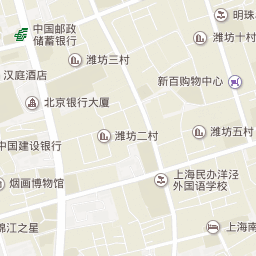 明珠
中国邮政
储蓄银行
潍坊十村
潍坊三村
汉庭酒店
新百购物中心
北京银行大厦
潍坊二村
潍坊五村
中国建设银行
烟画博物馆
上海民办洋泾
外国语学校
锦江之星
上海南